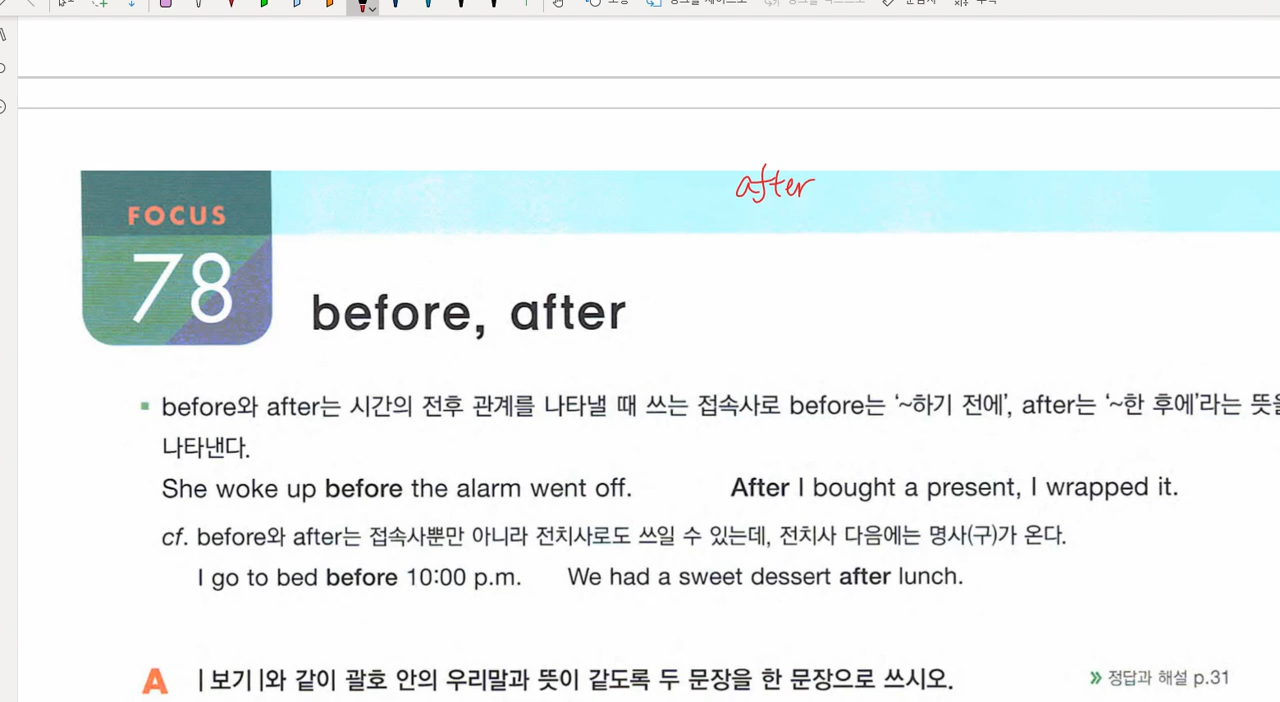 after
FOCUS
78
before, after
▪ before와 after는 시간의 전후 관계를 나타낼 때 쓰는 접속사로 before는 ‘~하기 전에’, after는 ‘~한 후에’라는 뜻을
나타낸다.
She woke up before the alarm went off. After I bought a present, I wrapped it.
cf. before와 after는 접속사뿐만 아니라 전치사로도 쓰일 수 있는데, 전치사 다음에는 명사(구)가 온다.
I go to bed before 10:00 p.m. We had a sweet dessert after lunch.
A |보기|와 같이 괄호 안의 우리말과 뜻이 같도록 두 문장을 한 문장으로 쓰시오. » 정답과 해설 p.31